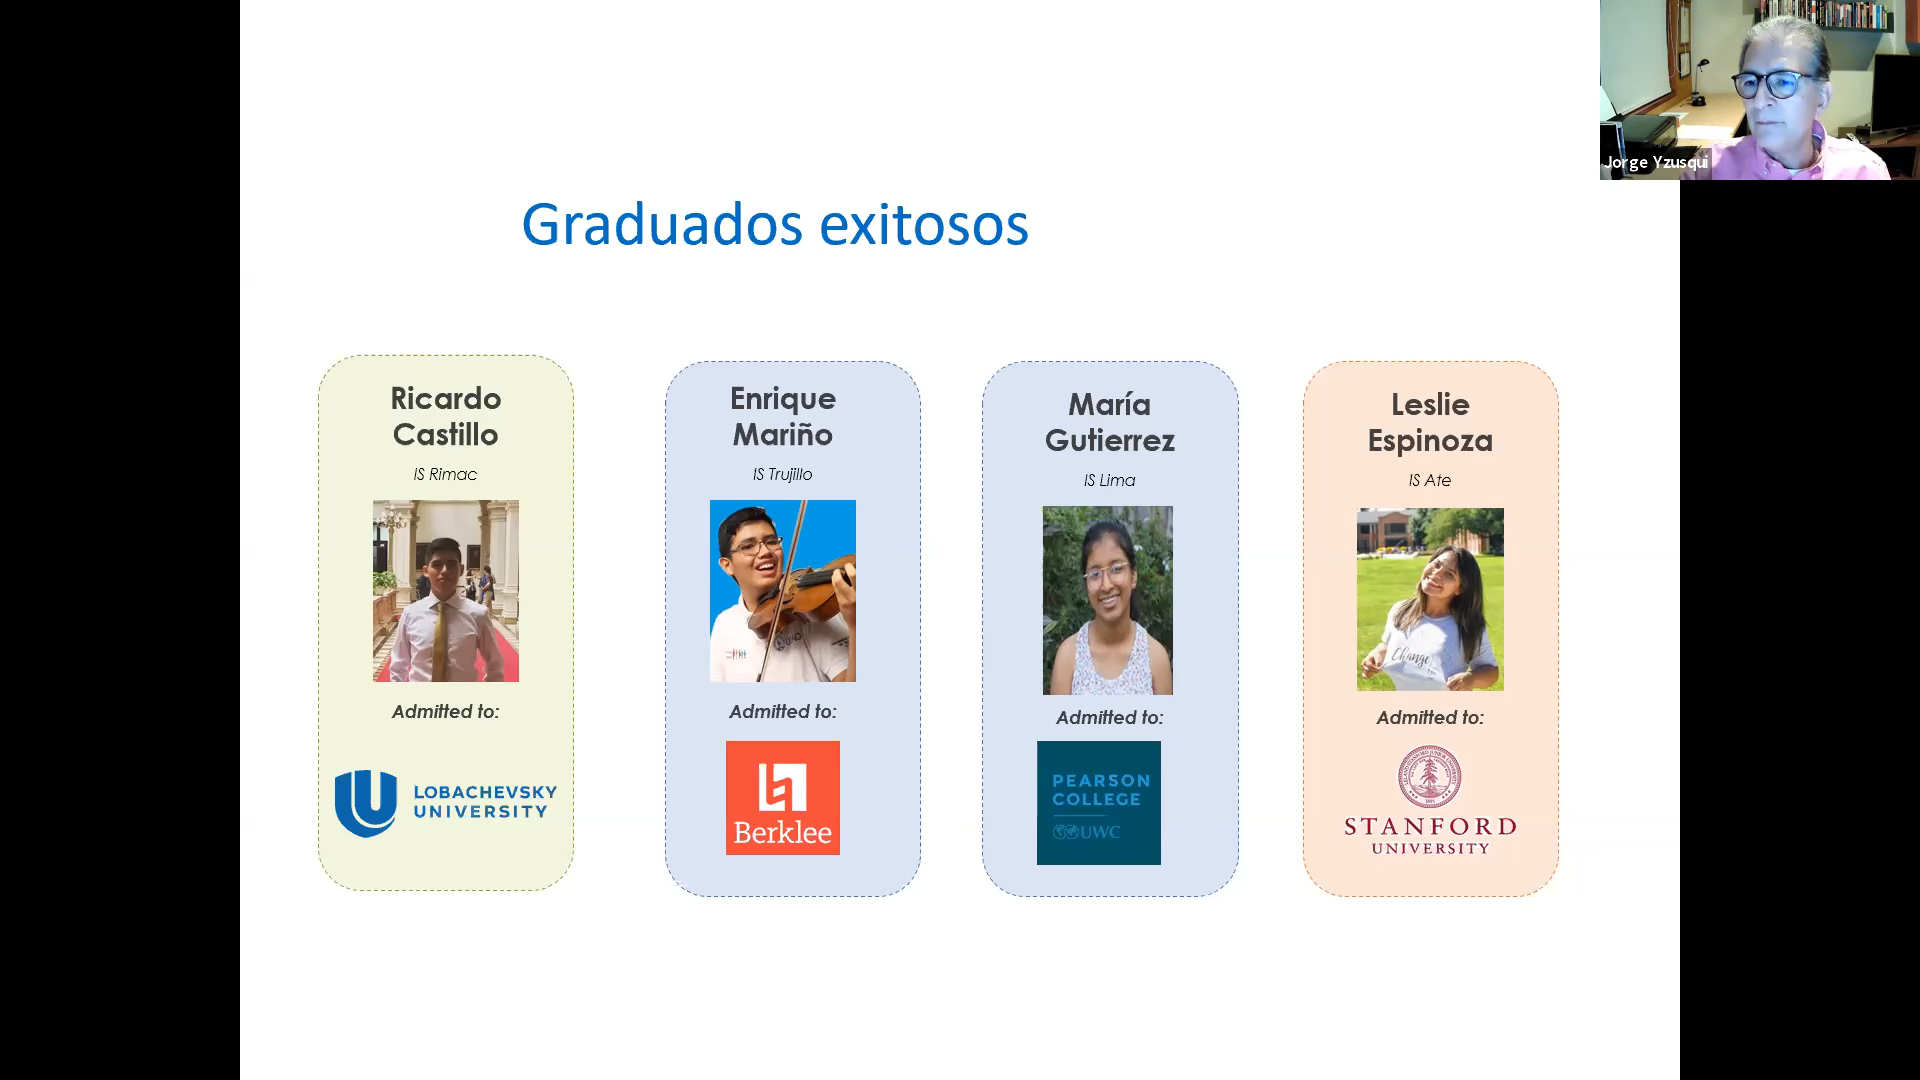 Jorge Yzusqui
Graduados exitosos
Ricardo
Castillo
IS Rimac
Admitted to:
LOBACHEVSKY
UNIVERSITY
Enrique
Mariño
IS Trujillo
Admitted to:
Berklee
María
Gutierrez
IS Lima
Admitted to:
PEARSON
COLLEGE
UWC
Leslie
Espinoza
IS Ate
Change
Admitted to:
STANFORD
UNIVERSITY